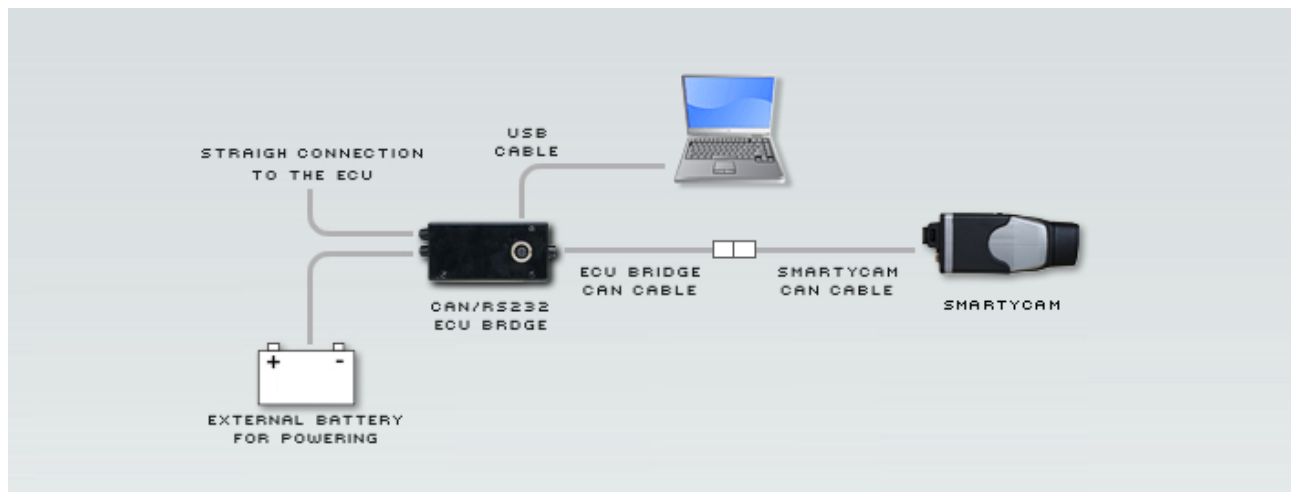 USB
CABLE
STRAIGH CONNECTION
TO THE ECU
ECU BRIDGE
CAN CABLE
SMARTYCAM
CAN CABLE
SMARTYCAM
CAN/RS232
ECU BRDGE
+ -
EXTERNAL BATTERY
FOR POWERING